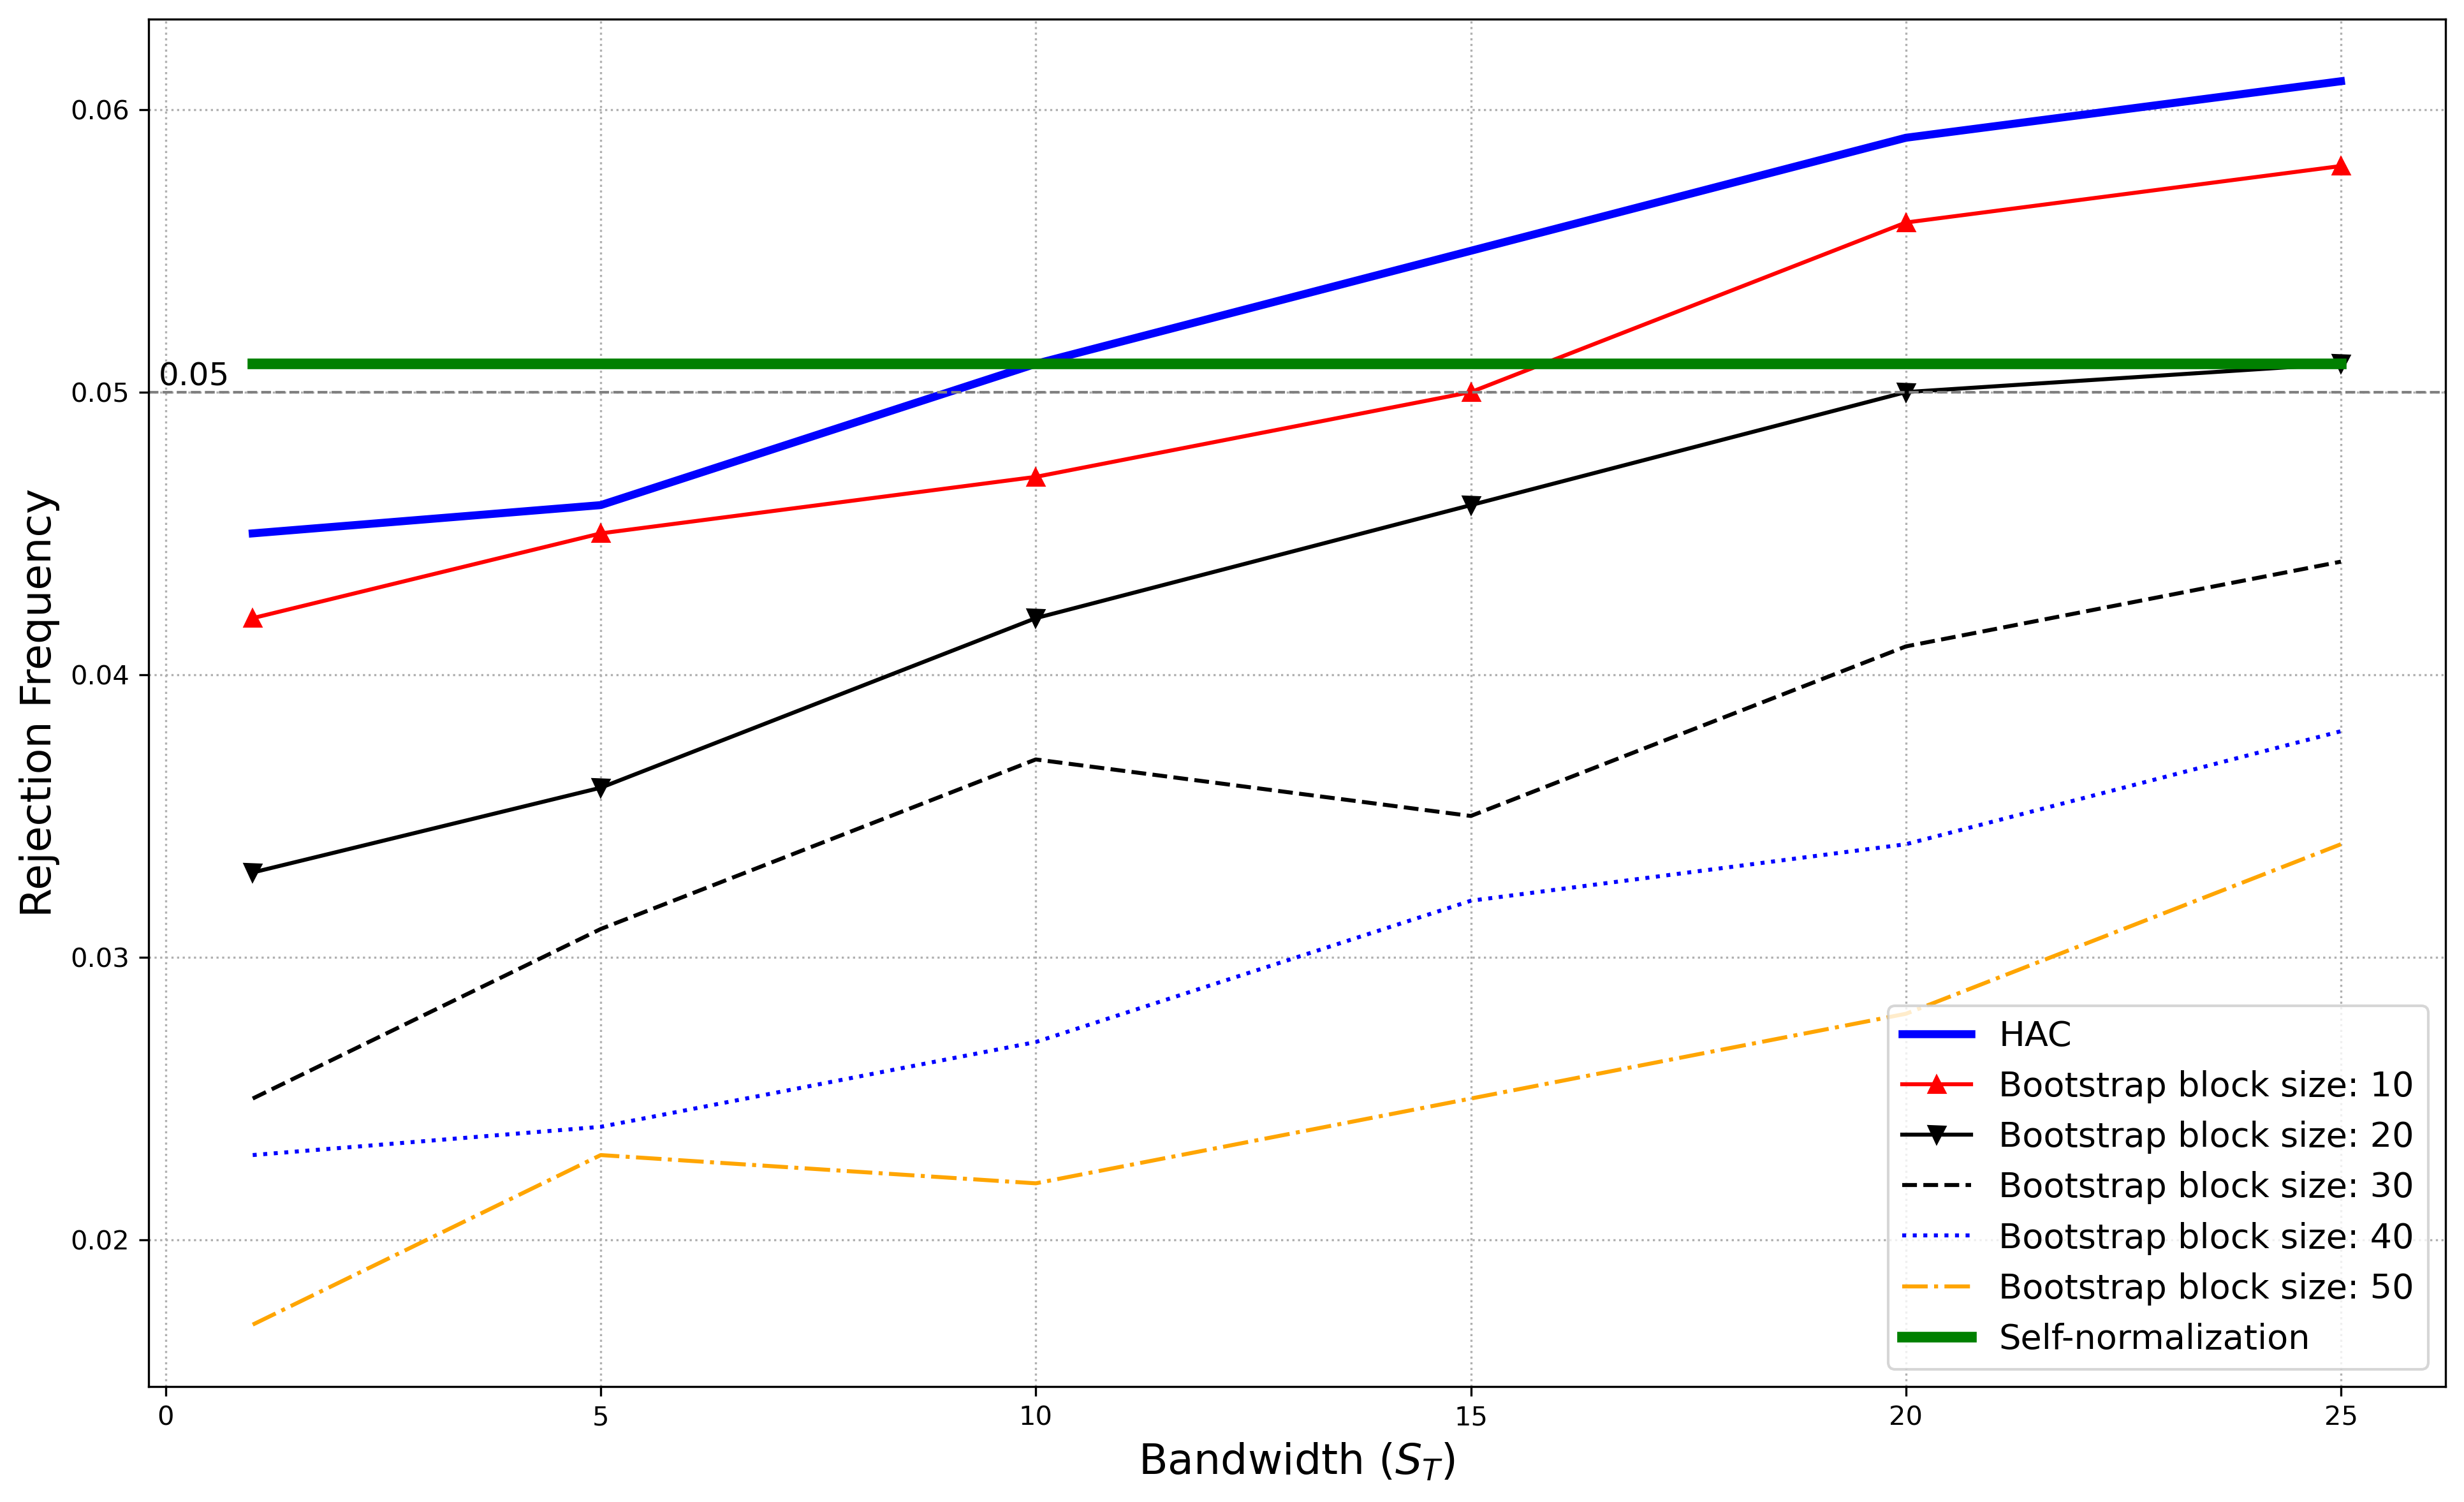 Rejection Frequency
0.06
0.05
0.05
0.04
0.03
0.02
0
5
10
15
20
25
Bandwidth (S_T)
HAC
Bootstrap block size: 10
Bootstrap block size: 20
Bootstrap block size: 30
Bootstrap block size: 40
Bootstrap block size: 50
Self-normalization